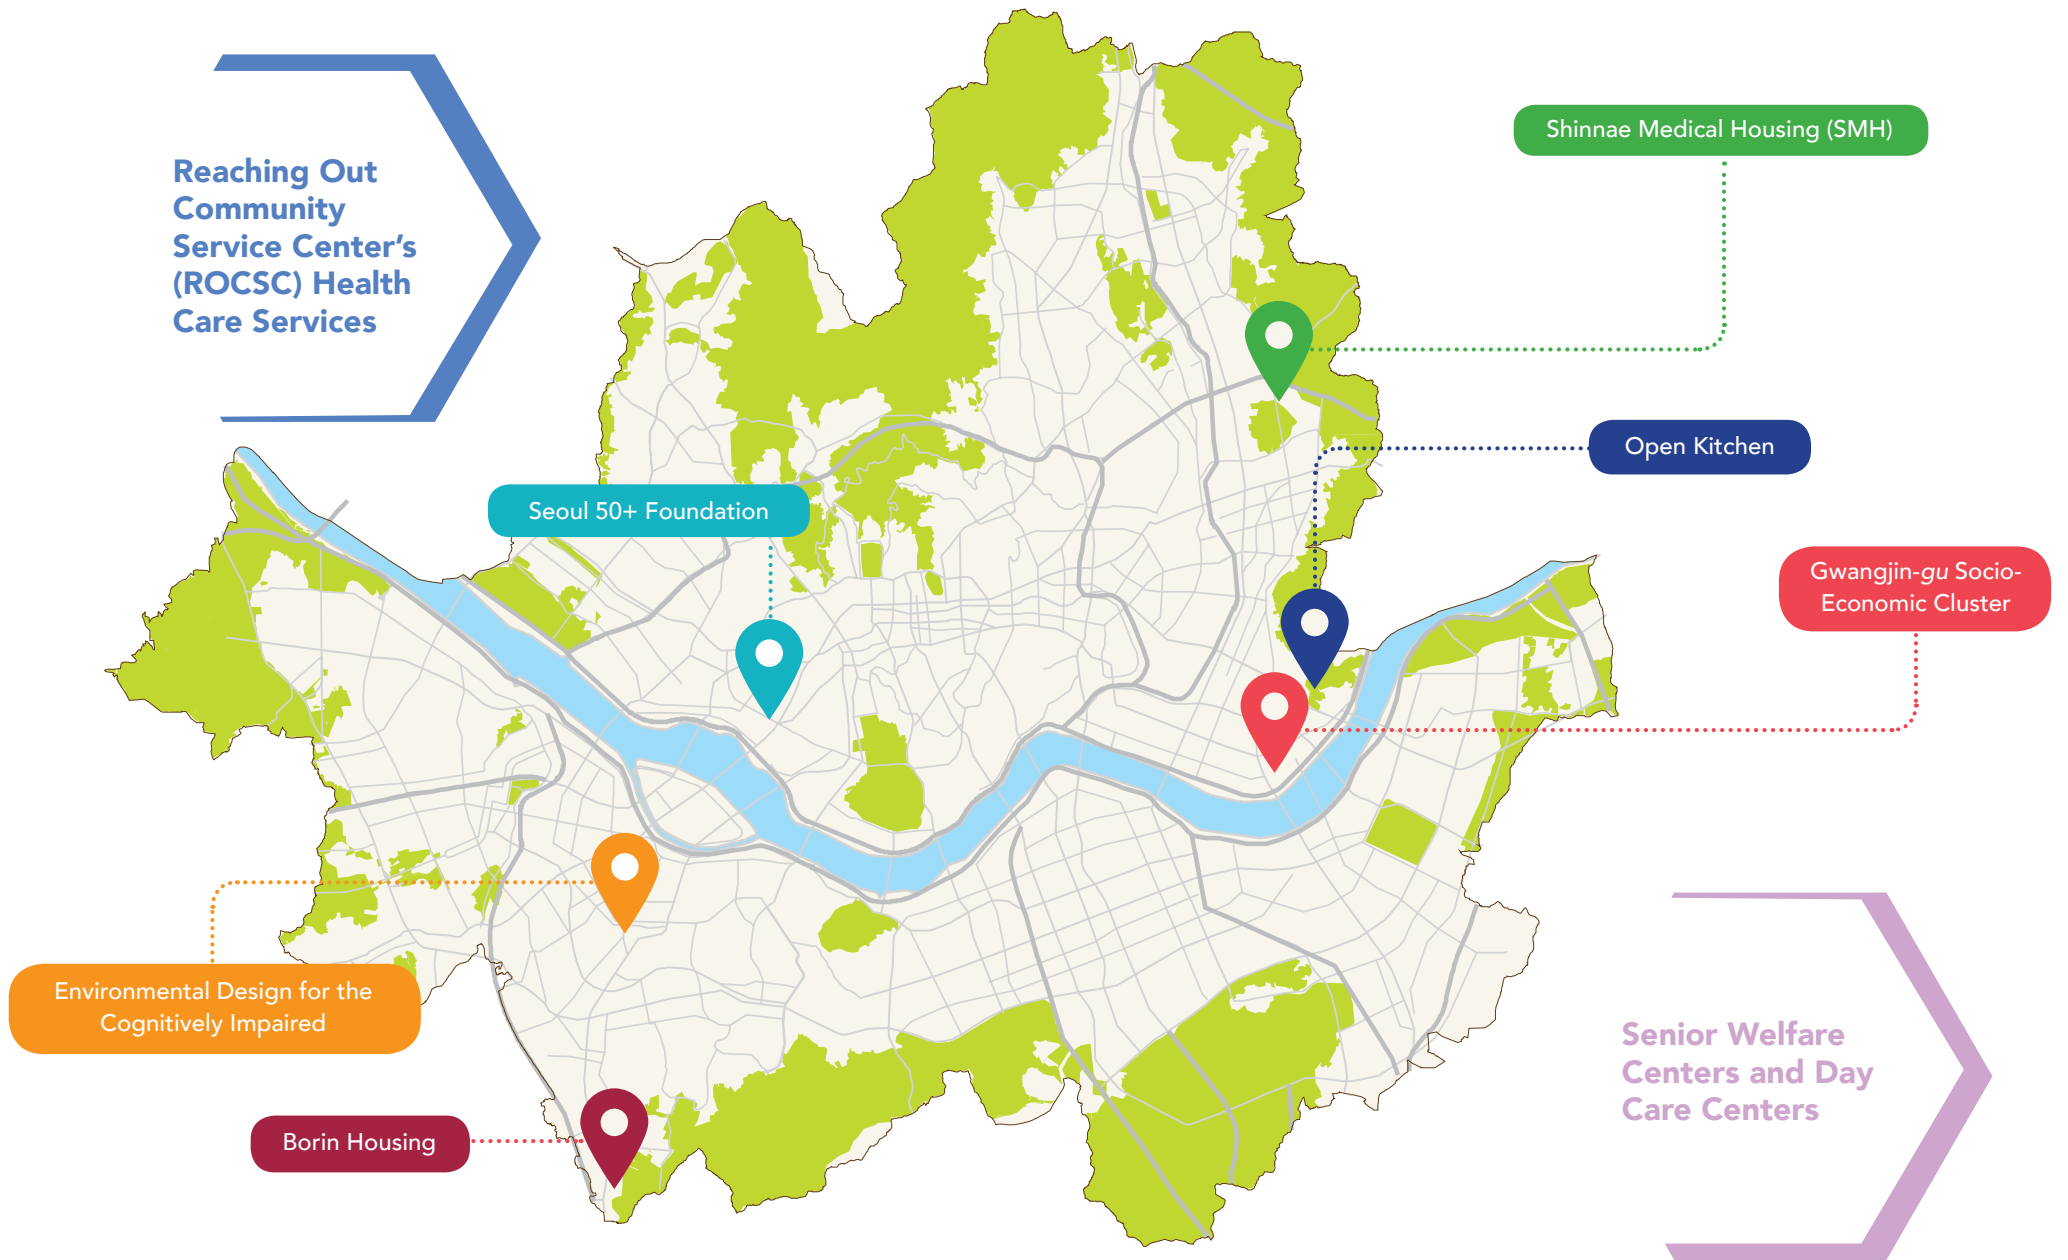 Reaching Out
Community
Service Center’s
(ROCSC) Health
Care Services
Shinnae Medical Housing (SMH)
Open Kitchen
Seoul 50+ Foundation
Gwangjin-gu Socio-
Economic Cluster
Environmental Design for the
Cognitively Impaired
Borin Housing
Senior Welfare
Centers and Day
Care Centers